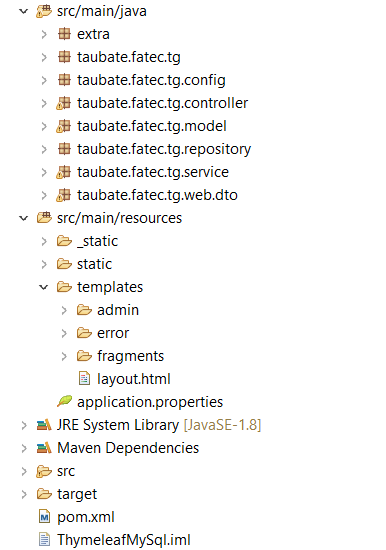 src/main/java
extra
taubate.fatec.tg
taubate.fatec.tg.config
taubate.fatec.tg.controller
taubate.fatec.tg.model
taubate.fatec.tg.repository
taubate.fatec.tg.service
taubate.fatec.tg.web.dto
src/main/resources
_static
static
templates
admin
error
fragments
layout.html
application.properties
JRE System Library [JavaSE-1.8]
Maven Dependencies
src
target
pom.xml
ThymeleafMySql.iml